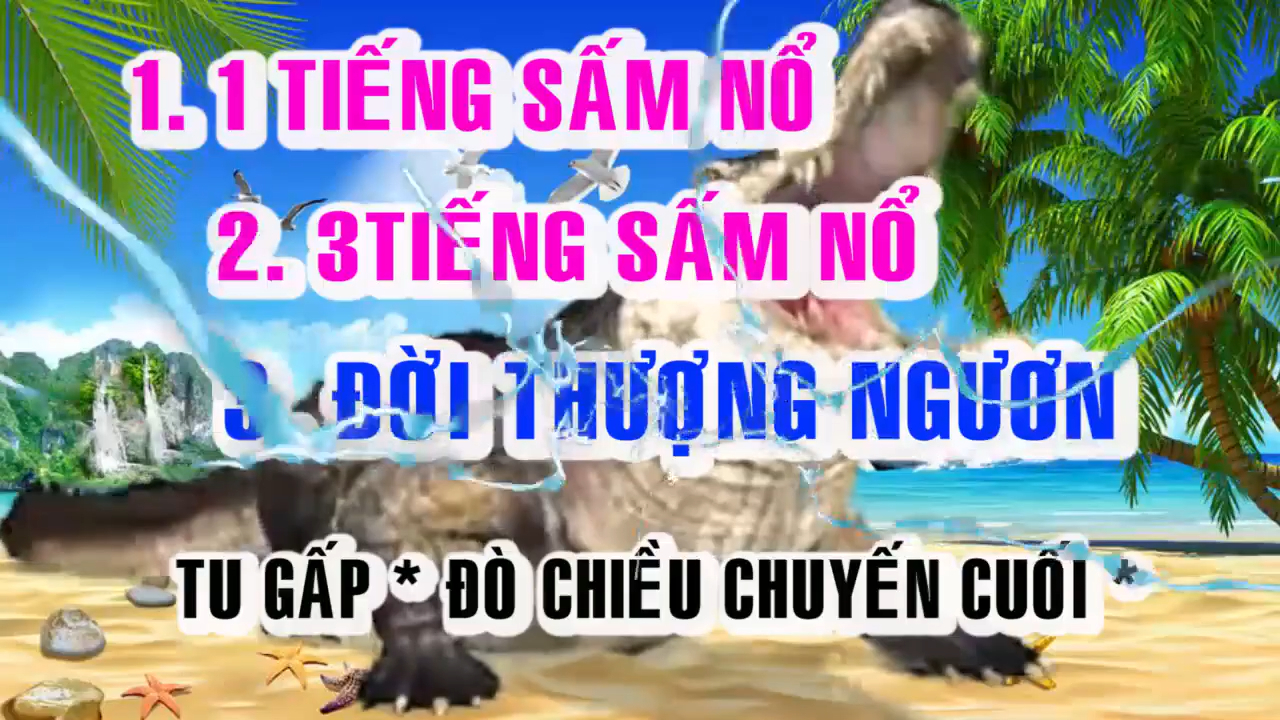 1. 1 TIẾNG SẤM NỔ
2. 3TIẾNG SẤM NỔ
3. ĐỜI THƯỢNG NGƯƠN
TU GẤP * ĐÒ CHIỀU CHUYẾN CUỐI *